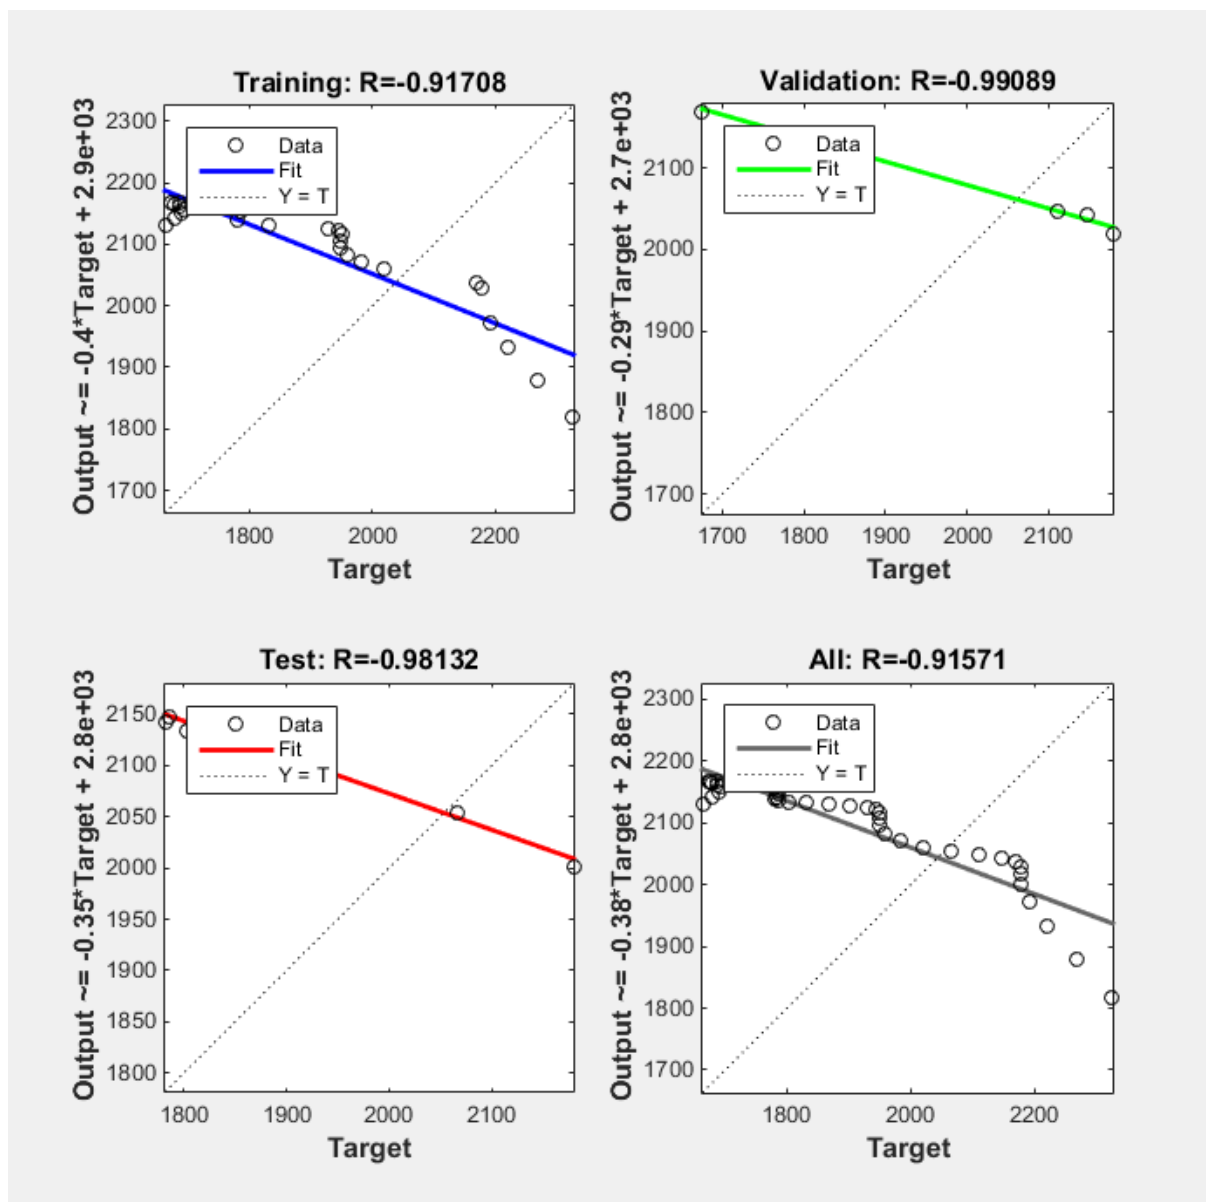 Training: R=-0.91708
Output ~= -0.4*Target + 2.9e+03
2300
2200
2100
2000
1900
1800
1700
Data
Fit
Y = T
1800
2000
2200
Target
Validation: R=-0.99089
Output ~= -0.29*Target + 2.7e+03
2100
2000
1900
1800
1700
Data
Fit
Y = T
1700
1800
1900
2000
2100
Target
Test: R=-0.98132
Output ~= -0.35*Target + 2.8e+03
2150
2100
2050
2000
1950
1900
1850
1800
Data
Fit
Y = T
1800
1900
2000
2100
Target
All: R=-0.91571
Output ~= -0.38*Target + 2.8e+03
2300
2200
2100
2000
1900
1800
1700
Data
Fit
Y = T
1800
2000
2200
Target